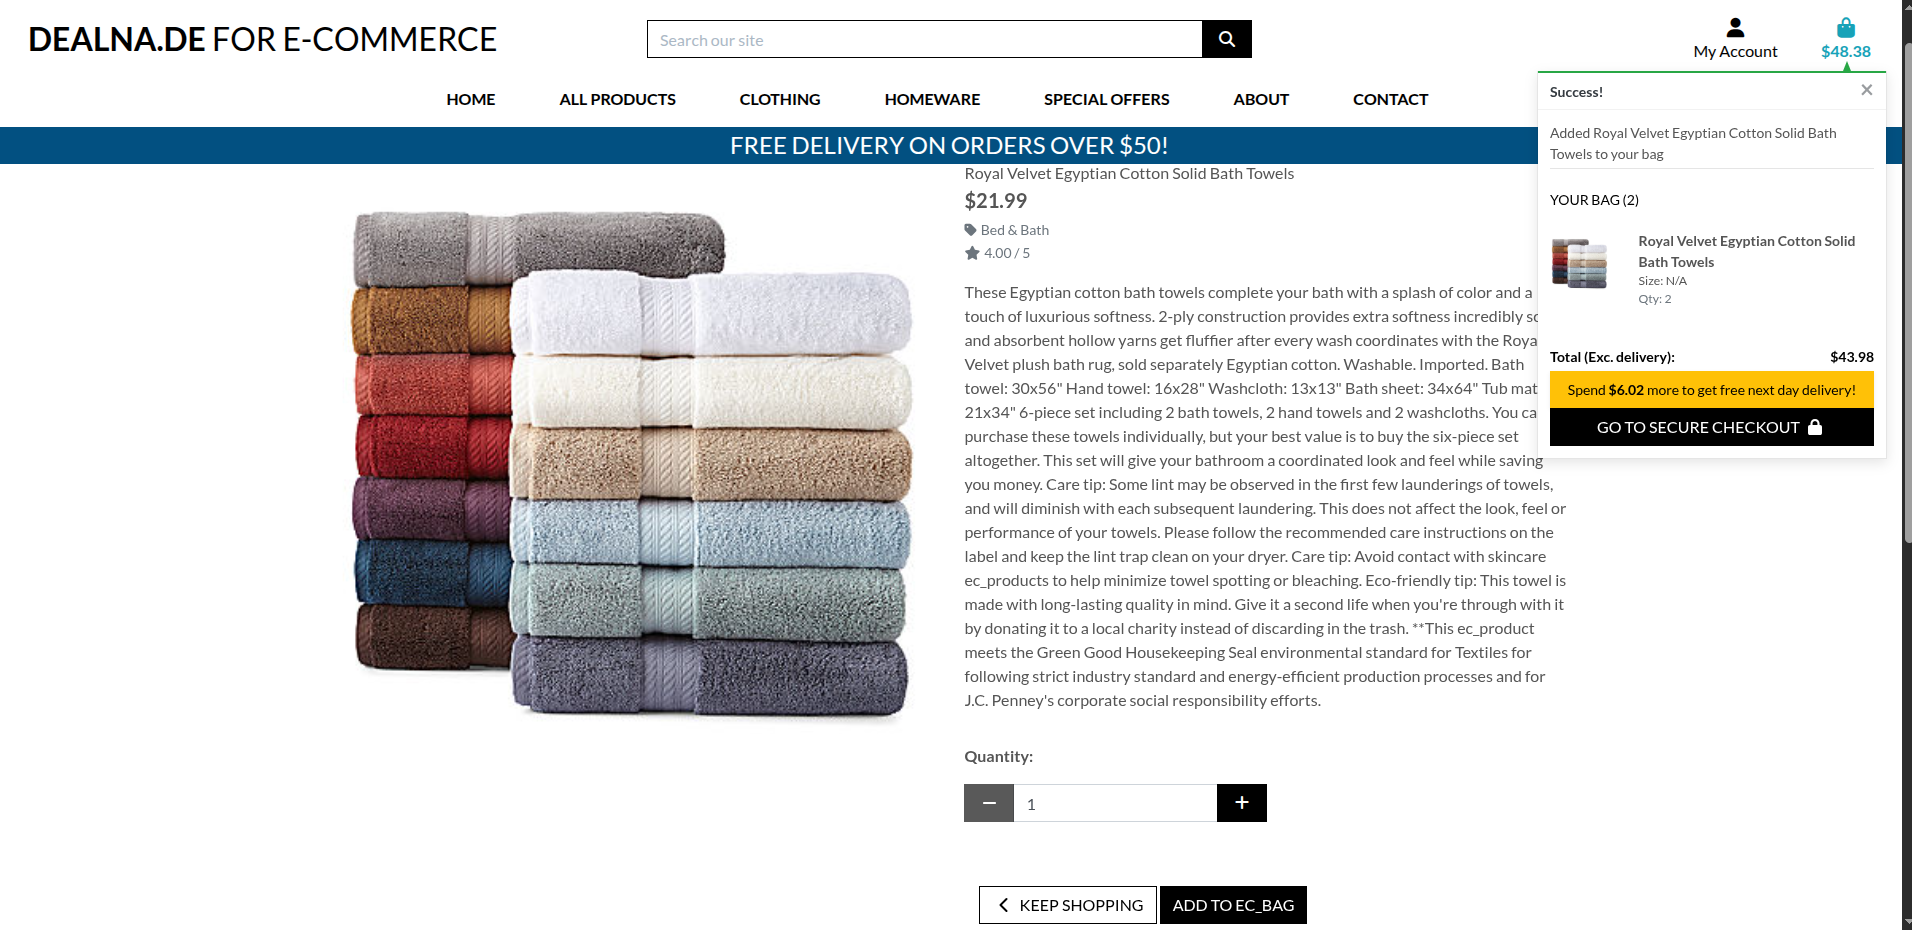 DEALNA.DE FOR E-COMMERCE
Search our site
My Account
$48.38
HOME
ALL PRODUCTS
CLOTHING
HOMEWARE
SPECIAL OFFERS
ABOUT
CONTACT
FREE DELIVERY ON ORDERS OVER $50!
Success!
Added Royal Velvet Egyptian Cotton Solid Bath
Towels to your bag
YOUR BAG (2)
Royal Velvet Egyptian Cotton Solid
Bath Towels
Size: N/A
Qty: 2
Total (Exc. delivery): $43.98
Spend $6.02 more to get free next day delivery!
GO TO SECURE CHECKOUT
Royal Velvet Egyptian Cotton Solid Bath Towels
$21.99
Bed & Bath
4.00 / 5
These Egyptian cotton bath towels complete your bath with a splash of color and a
touch of luxurious softness. 2-ply construction provides extra softness incredibly
and absorbent hollow yarns get fluffier after every wash coordinates with the
Velvet plush bath rug, sold separately Egyptian cotton. Washable. Imported. Bath
towel: 30x56" Hand towel: 16x28" Washcloth: 13x13" Bath sheet: 34x64" Tub mat
21x34" 6-piece set including 2 bath towels, 2 hand towels and 2 washcloths. You
purchase these towels individually, but your best value is to buy the six-piece set
altogether. This set will give your bathroom a coordinated look and feel while saving
you money. Care tip: Some lint may be observed in the first few launderings of towels,
and will diminish with each subsequent laundering. This does not affect the look, feel or
performance of your towels. Please follow the recommended care instructions on the
label and keep the lint trap clean on your dryer. Care tip: Avoid contact with skincare
ec_products to help minimize towel spotting or bleaching. Eco-friendly tip: This towel is
made with long-lasting quality in mind. Give it a second life when you're through with it
by donating it to a local charity instead of discarding in the trash. **This ec_product
meets the Green Good Housekeeping Seal environmental standard for Textiles for
following strict industry standard and energy-efficient production processes and for
J.C. Penney's corporate social responsibility efforts.
Quantity:
1
KEEP SHOPPING
ADD TO EC_BAG